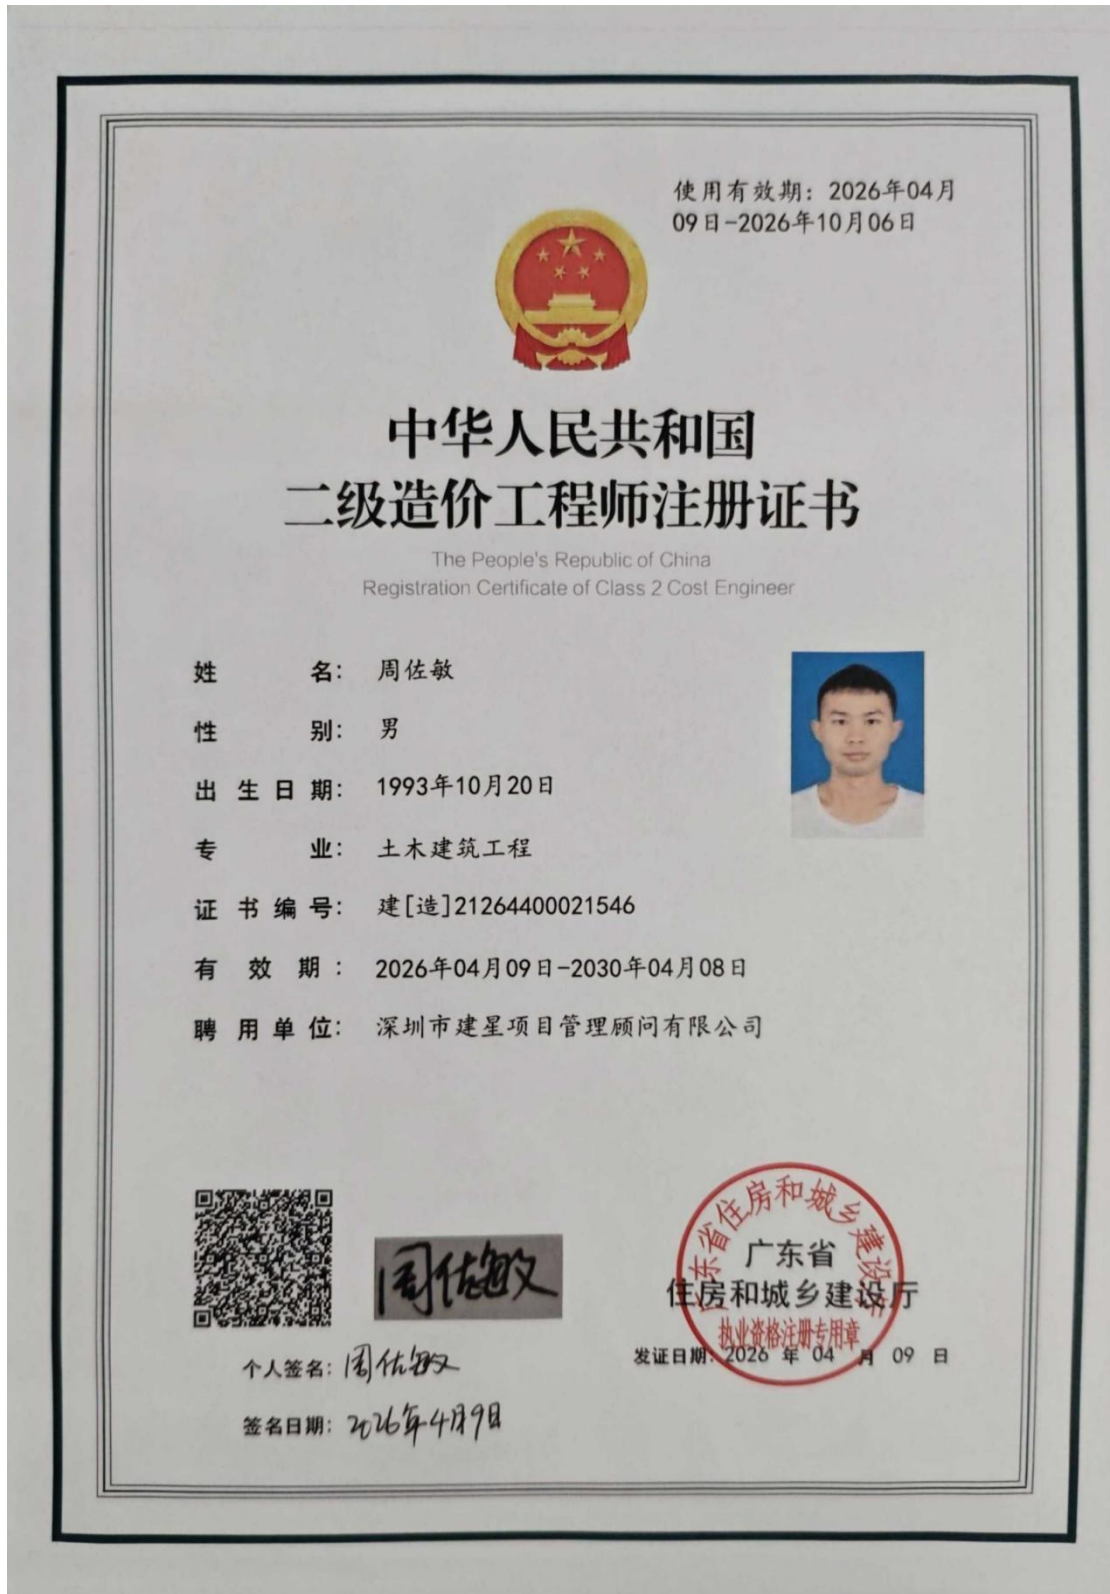 使用有效期：2026年04月
09日-2026年10月06日
中华人民共和国
二级造价工程师注册证书
The People's Republic of China
Registration Certificate of Class 2 Cost Engineer
姓名：周佐敏
性别：男
出生日期：1993年10月20日
专业：土木建筑工程
证书编号：建[造]21264400021546
有效期：2026年04月09日-2030年04月08日
聘用单位：深圳市建星项目管理顾问有限公司
周佐敏
个人签名：周佐敏
签名日期：2026年4月9日
广东省住房和城乡建设厅
广东省
住房和城乡建设厅
执业资格注册专用章
发证日期：2026年04月09日